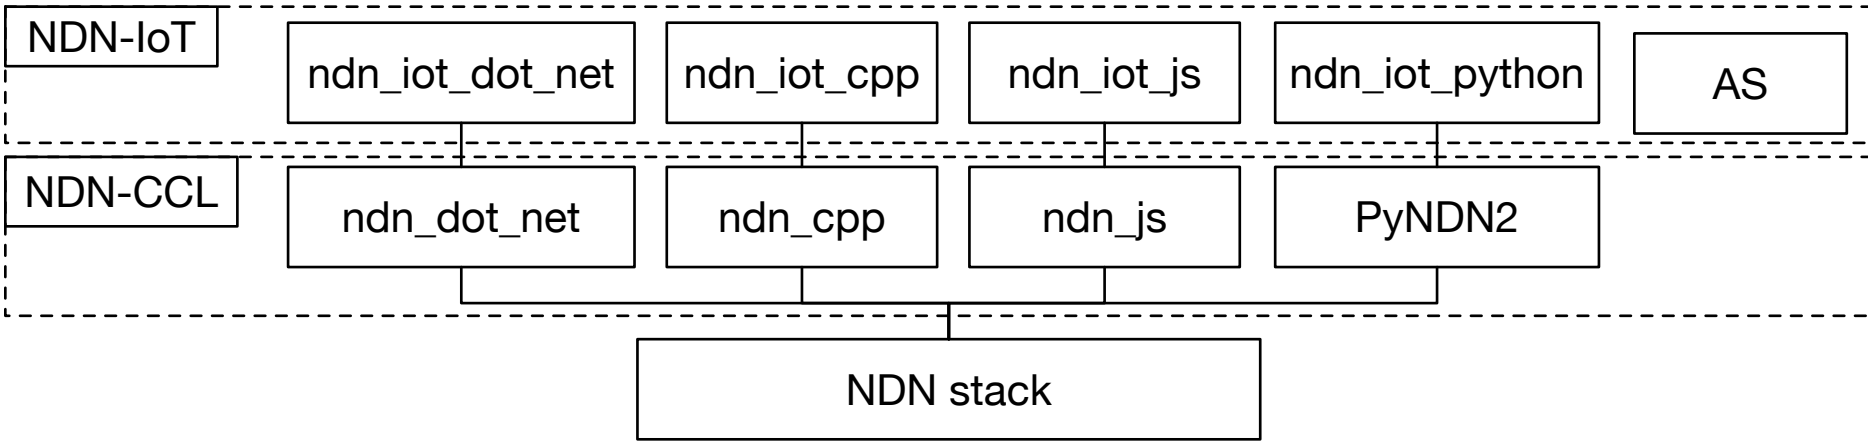 NDN-IoT
ndn_iot_dot_net
ndn_iot_cpp
ndn_iot_js
ndn_iot_python
AS
NDN-CCL
ndn_dot_net
ndn_cpp
ndn_js
PyNDN2
NDN stack